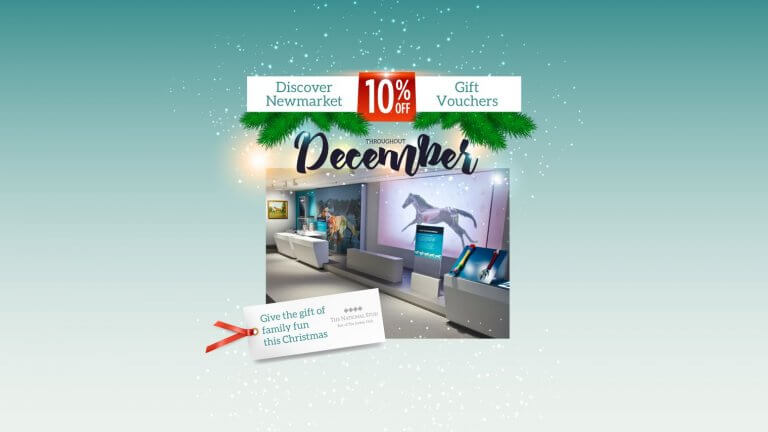 Discover
Newmarket
10%
OFF
Gift
Vouchers
THROUGHOUT
December
Give the gift of
family fun
this Christmas
THE NATIONAL STUD